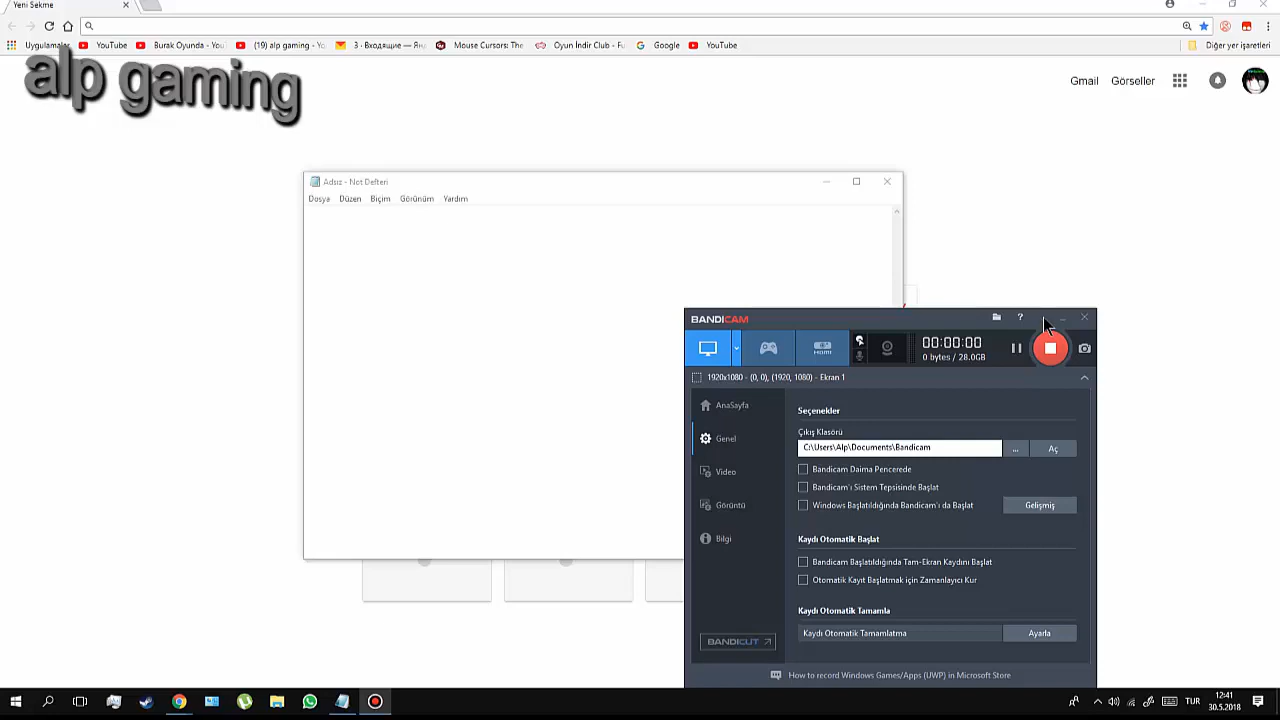 Yeni Sekme
Uygulamalar
YouTube
Burak Oyunda - You
(19) alp gaming - Yo
3 · Входящие — Ян
Mouse Cursors: The
Oyun İndir Club - Fu
Google
YouTube
Diğer yer işaretleri
alp gaming
Gmail
Görseller
Adsız - Not Defteri
Dosya Düzen Biçim Görünüm Yardım
BANDICAM
?
HDMI
00:00:00
0 bytes / 28.0GB
1920x1080 - (0, 0), (1920, 1080) - Ekran 1
AnaSayfa
Genel
Video
Görüntü
Bilgi
BANDICUT
Seçenekler
Çıkış Klasörü
C:\Users\Alp\Documents\Bandicam
...
Aç
Bandicam Daima Pencerede
Bandicam'ı Sistem Tepsisinde Başlat
Windows Başlatıldığında Bandicam'ı da Başlat
Gelişmiş
Kaydı Otomatik Başlat
Bandicam Başlatıldığında Tam-Ekran Kaydını Başlat
Otomatik Kayıt Başlatmak için Zamanlayıcı Kur
Kaydı Otomatik Tamamla
Kaydı Otomatik Tamamlatma
Ayarla
How to record Windows Games/Apps (UWP) in Microsoft Store
TUR
12:41
30.5.2018